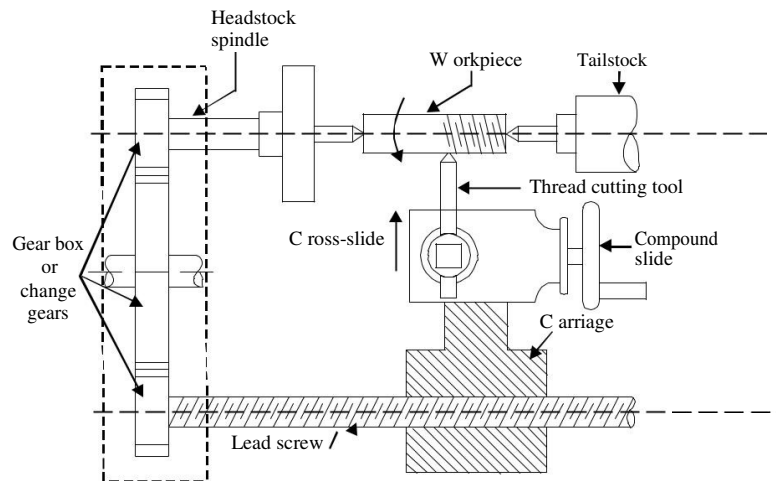 Headstock
spindle
W orkpiece
Tailstock
Thread cutting tool
C ross-slide
Compound
slide
Gear box
or
change
gears
C arriage
Lead screw